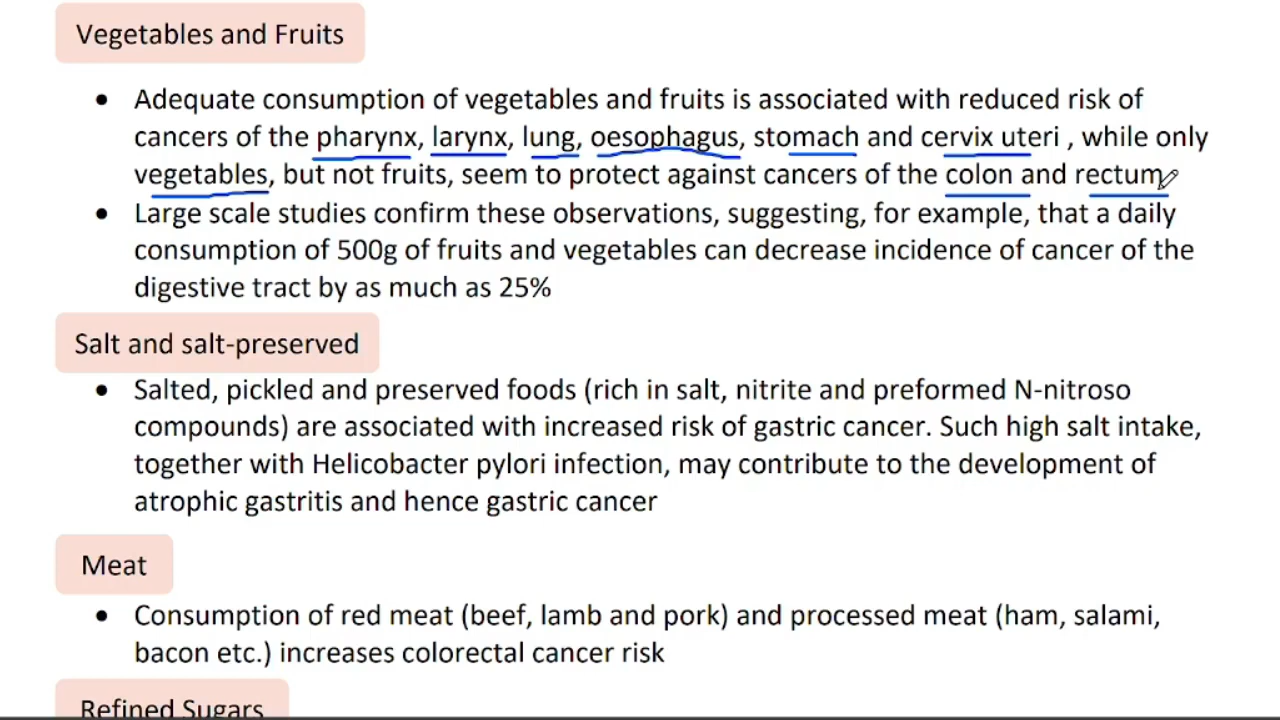 Vegetables and Fruits
• Adequate consumption of vegetables and fruits is associated with reduced risk of
cancers of the pharynx, larynx, lung, oesophagus, stomach and cervix uteri , while only
vegetables, but not fruits, seem to protect against cancers of the colon and rectum
• Large scale studies confirm these observations, suggesting, for example, that a daily
consumption of 500g of fruits and vegetables can decrease incidence of cancer of the
digestive tract by as much as 25%
Salt and salt-preserved
• Salted, pickled and preserved foods (rich in salt, nitrite and preformed N-nitroso
compounds) are associated with increased risk of gastric cancer. Such high salt intake,
together with Helicobacter pylori infection, may contribute to the development of
atrophic gastritis and hence gastric cancer
Meat
• Consumption of red meat (beef, lamb and pork) and processed meat (ham, salami,
bacon etc.) increases colorectal cancer risk
Refined Sugars